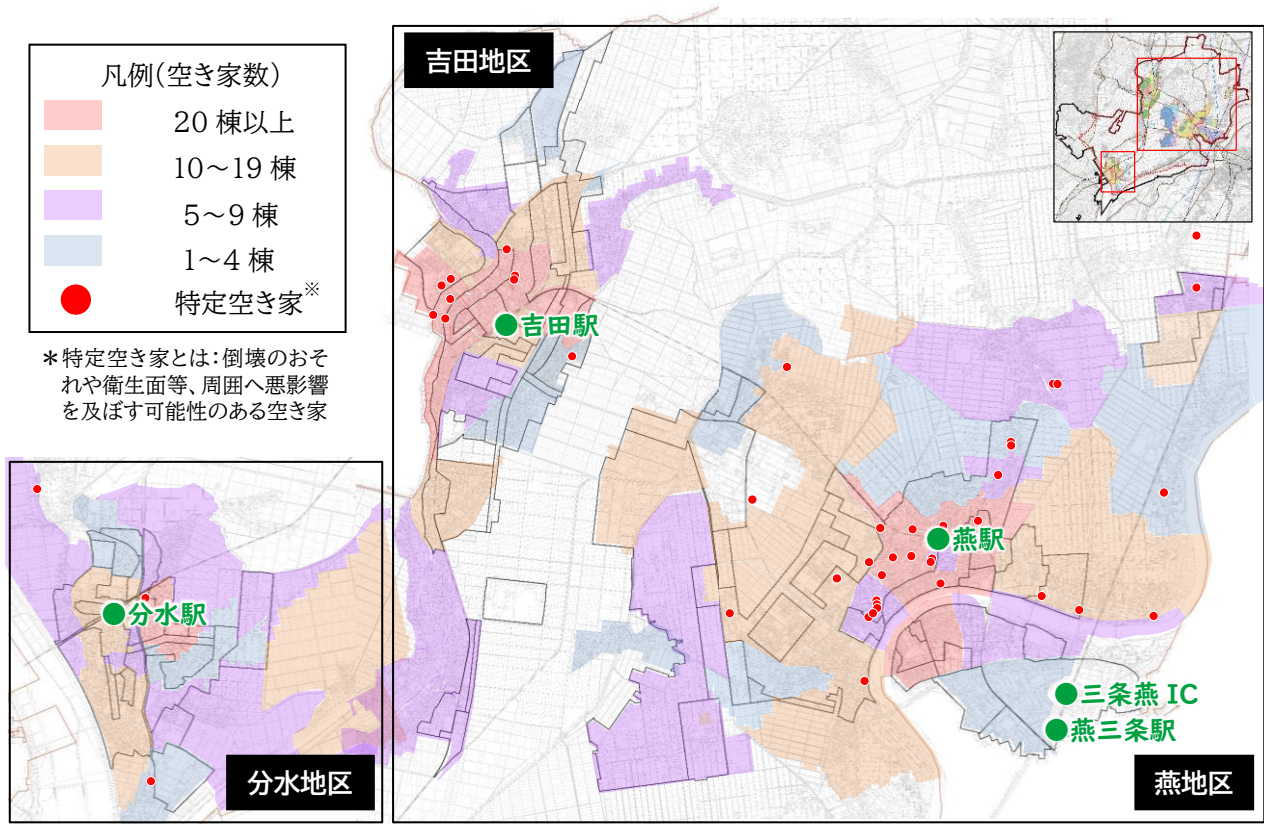 凡例(空き家数)
20 棟以上
10～19 棟
5～9 棟
1～4 棟
特定空き家※
＊特定空き家とは：倒壊のおそ
れや衛生面等、周囲へ悪影響
を及ぼす可能性のある空き家
吉田地区
吉田駅
燕駅
三条燕 IC
燕三条駅
燕地区
分水駅
分水地区